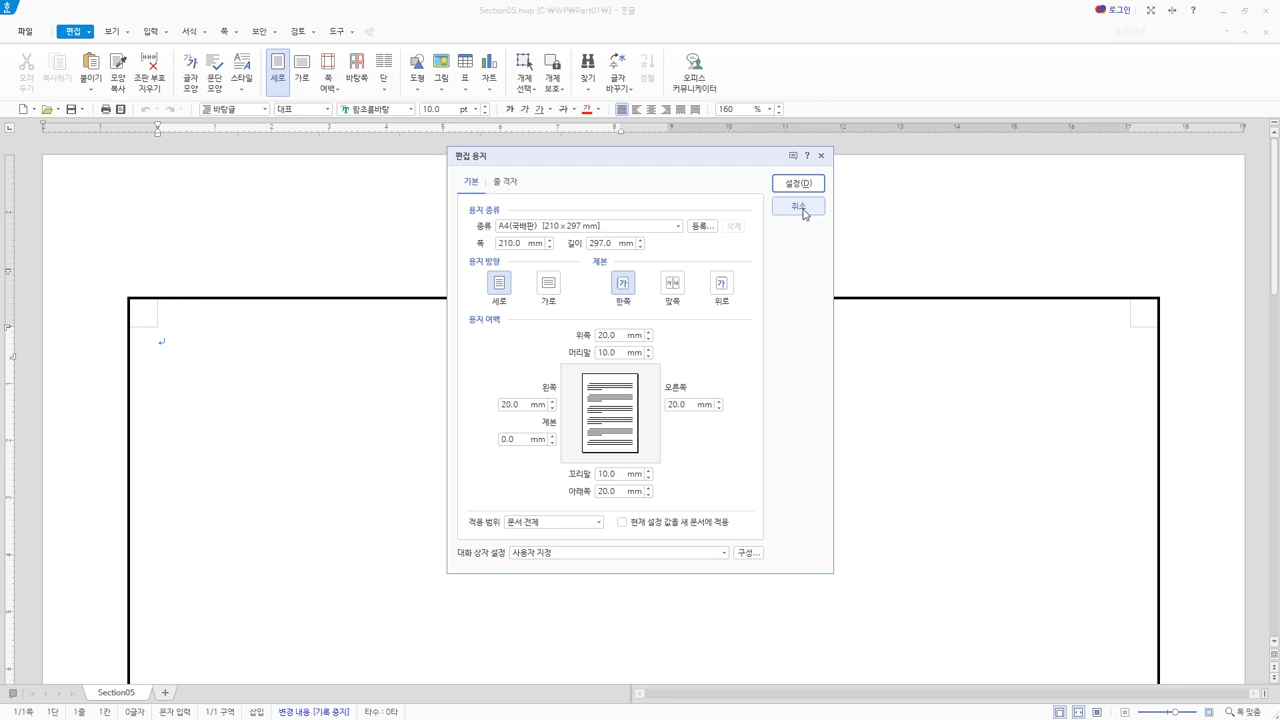 Section05.hwp [C:\WP\Part01\] - 호글
로그인
파일 편집 보기 입력 서식 쪽 보안 검토 도구
오려 두기 복사하기 붙이기 모양 복사 조판 부호 지우기 글자 모양 문단 모양 스타일 세로 가로 쪽 여백 바탕쪽 단 도형 그림 표 차트 개체 선택 개체 보호 찾기 글자 바꾸기 정렬 오피스 커뮤니케이터
바탕글 대표 함초롬바탕 10.0 pt 가 가 가 가 가 160 %
편집 용지
기본 줄 격자
설정(D)
취소
용지 종류
종류 A4(국배판) [210 x 297 mm] 등록... 삭제
폭 210.0 mm 길이 297.0 mm
용지 방향 제본
세로 가로 한쪽 맞쪽 위로
용지 여백
위쪽 20.0 mm
머리말 10.0 mm
왼쪽 오른쪽
20.0 mm 20.0 mm
제본
0.0 mm
꼬리말 10.0 mm
아래쪽 20.0 mm
적용 범위 문서 전체 현재 설정 값을 새 문서에 적용
대화 상자 설정 사용자 지정 구성...
Section05
1/1쪽 1단 1줄 1칸 0글자 문자 입력 1/1 구역 삽입 변경 내용 [기록 중지] 타수 : 0타 폭 맞춤